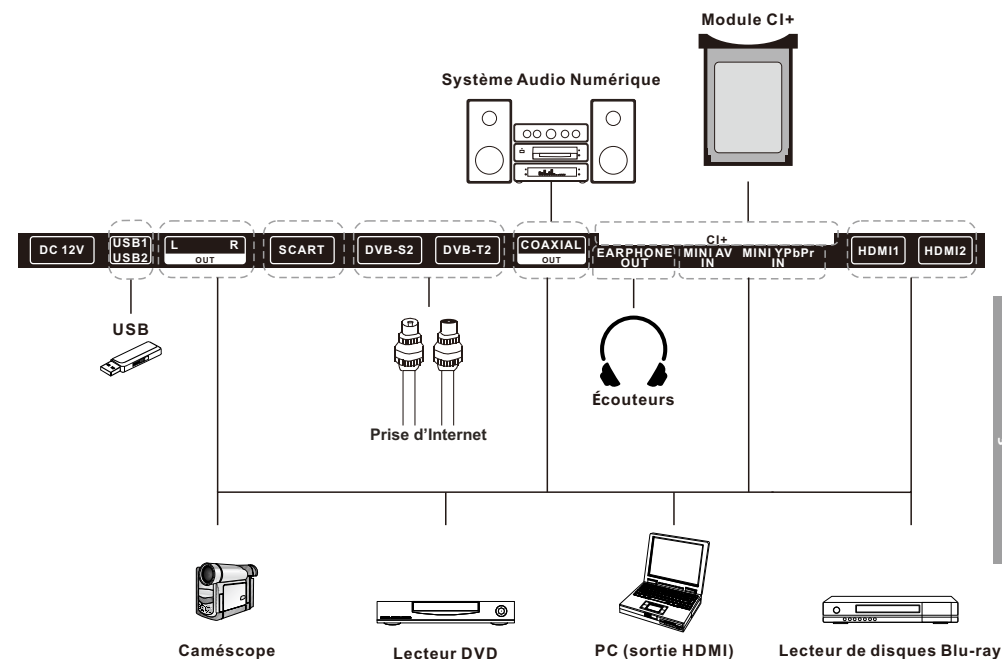 Module CI+
Système Audio Numérique
DC 12V
USB1
USB2
L R
OUT
SCART
DVB-S2
DVB-T2
COAXIAL
OUT
CI+
EARPHONE
OUT
MINI AV
IN
MINI YPbPr
IN
HDMI1
HDMI2
USB
Écouteurs
Prise d'Internet
Caméscope
Lecteur DVD
PC (sortie HDMI)
Lecteur de disques Blu-ray